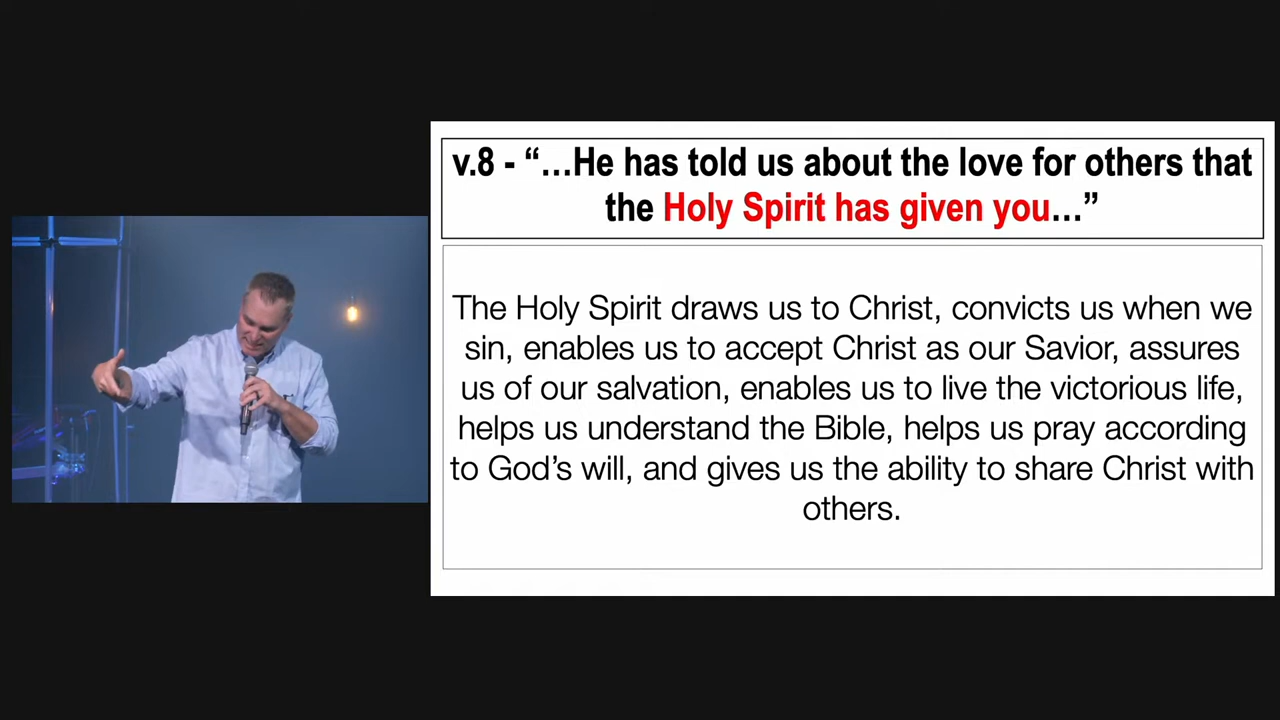 v.8 - “…He has told us about the love for others that
the Holy Spirit has given you…”
The Holy Spirit draws us to Christ, convicts us when we
sin, enables us to accept Christ as our Savior, assures
us of our salvation, enables us to live the victorious life,
helps us understand the Bible, helps us pray according
to God’s will, and gives us the ability to share Christ with
others.